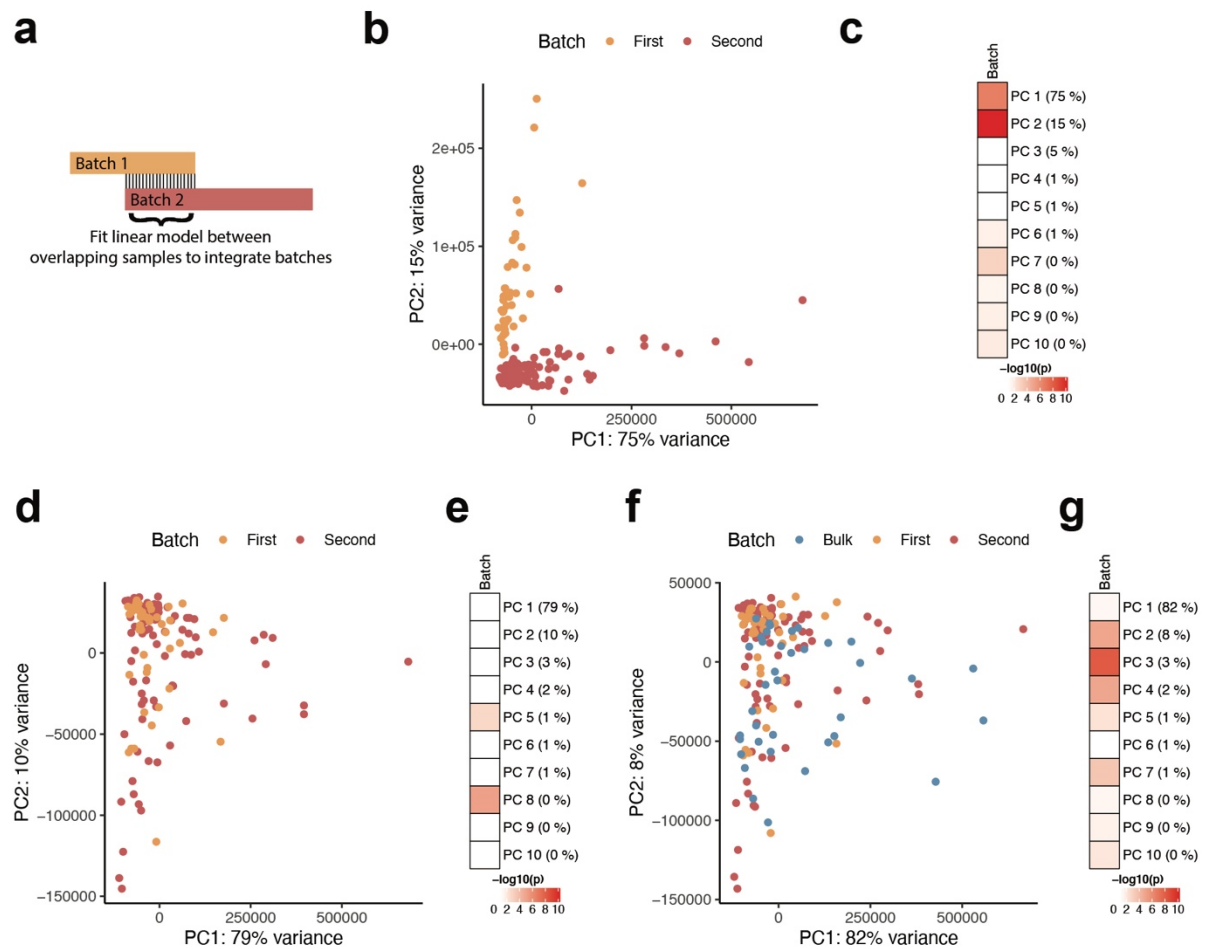 a
Batch 1
Batch 2
Fit linear model between
overlapping samples to integrate batches
b
Batch First Second
2e+05
1e+05
0e+00
PC2: 15% variance
0 250000 500000
PC1: 75% variance
c
Batch
PC 1 (75 %)
PC 2 (15 %)
PC 3 (5 %)
PC 4 (1 %)
PC 5 (1 %)
PC 6 (1 %)
PC 7 (0 %)
PC 8 (0 %)
PC 9 (0 %)
PC 10 (0 %)
−log10(p)
0 2 4 6 8 10
d
Batch First Second
0
−50000
−100000
−150000
PC2: 10% variance
0 250000 500000
PC1: 79% variance
e
Batch
PC 1 (79 %)
PC 2 (10 %)
PC 3 (3 %)
PC 4 (2 %)
PC 5 (1 %)
PC 6 (1 %)
PC 7 (1 %)
PC 8 (0 %)
PC 9 (0 %)
PC 10 (0 %)
−log10(p)
0 2 4 6 8 10
f
Batch Bulk First Second
50000
0
−50000
−100000
−150000
PC2: 8% variance
0 250000 500000
PC1: 82% variance
g
Batch
PC 1 (82 %)
PC 2 (8 %)
PC 3 (3 %)
PC 4 (2 %)
PC 5 (1 %)
PC 6 (1 %)
PC 7 (1 %)
PC 8 (0 %)
PC 9 (0 %)
PC 10 (0 %)
−log10(p)
0 2 4 6 8 10